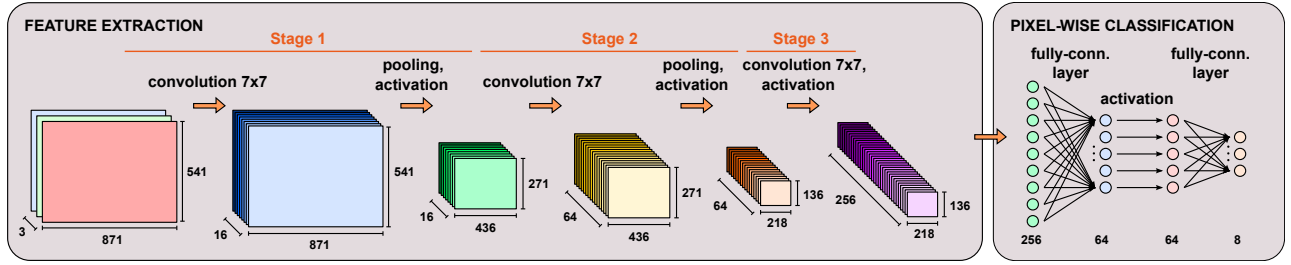 FEATURE EXTRACTION
Stage 1
Stage 2
Stage 3
convolution 7x7
pooling,
activation
convolution 7x7
pooling,
activation
convolution 7x7,
activation
541
3
871
541
16
871
271
16
436
271
64
436
136
64
218
136
256
218
PIXEL-WISE CLASSIFICATION
fully-conn.
layer
activation
fully-conn.
layer
256
64
64
8